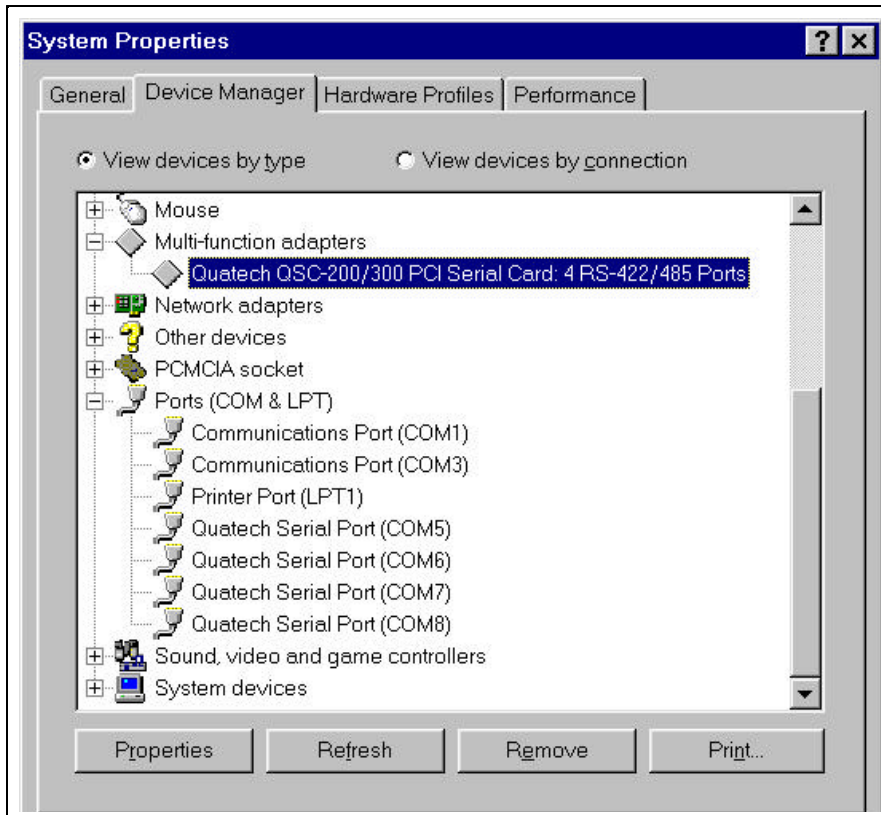 System Properties
General Device Manager Hardware Profiles Performance
View devices by type View devices by connection
Mouse
Multi-function adapters
Quatech QSC-200/300 PCI Serial Card: 4 RS-422/485 Ports
Network adapters
Other devices
PCMCIA socket
Ports (COM & LPT)
Communications Port (COM1)
Communications Port (COM3)
Printer Port (LPT1)
Quatech Serial Port (COM5)
Quatech Serial Port (COM6)
Quatech Serial Port (COM7)
Quatech Serial Port (COM8)
Sound, video and game controllers
System devices
Properties Refresh Remove Print...